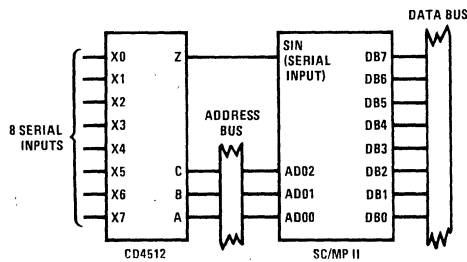 DATA BUS
X0
X1
X2
X3
X4
X5
X6
X7
8 SERIAL
INPUTS
Z
C
B
A
CD4512
ADDRESS
BUS
SIN
(SERIAL
INPUT)
AD02
AD01
AD00
DB7
DB6
DB5
DB4
DB3
DB2
DB1
DB0
SC/MP II